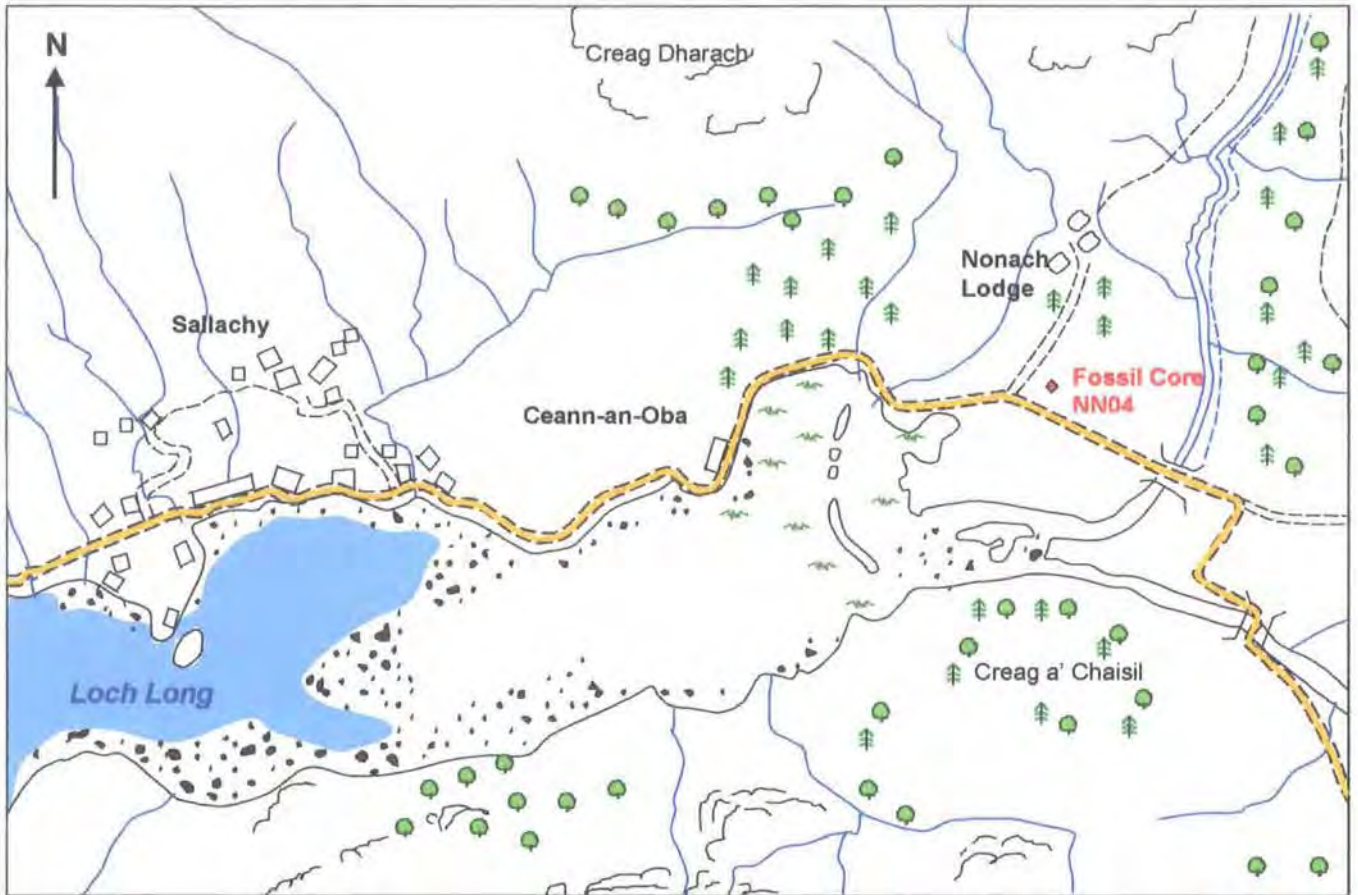 N
Creag Dharach
Nonach
Lodge
Sallachy
Fossil Core
NN04
Ceann-an-Oba
Creag a' Chaisil
Loch Long